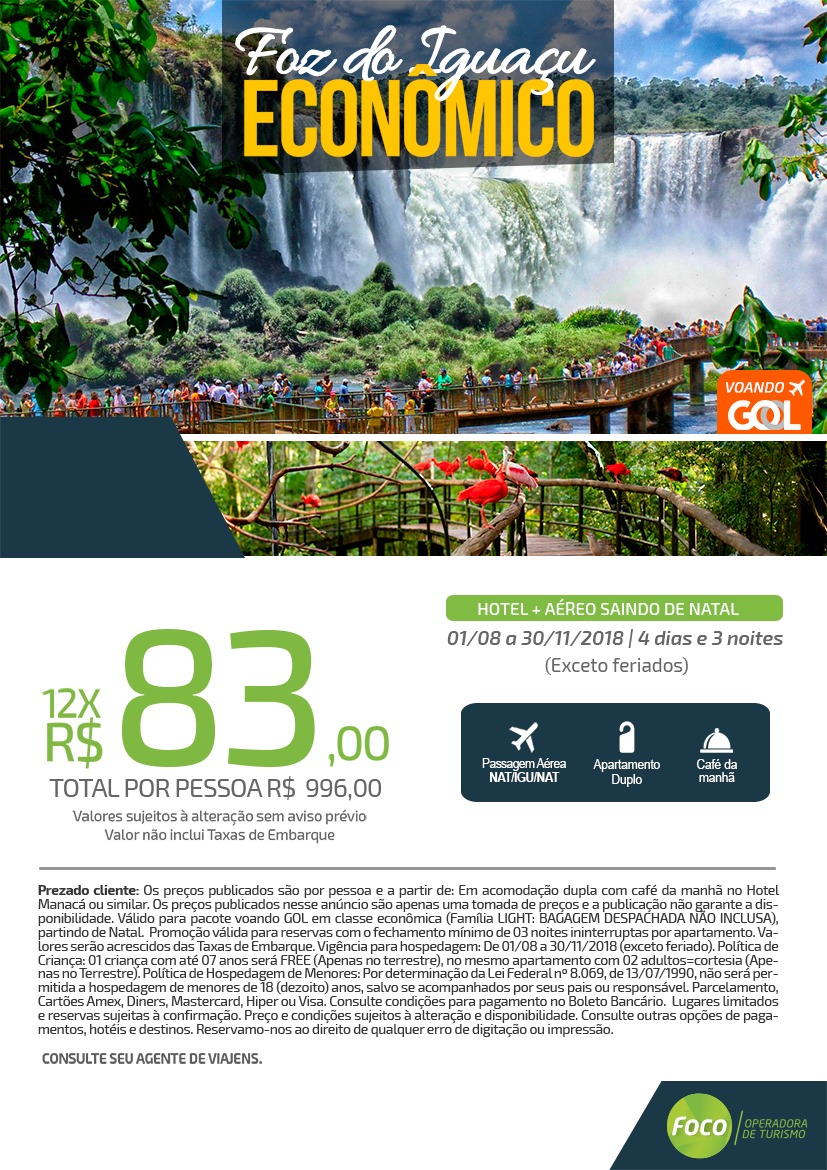 Foz do Iguaçu
ECONÔMICO
VOANDO
GOL
12X
R$ 83,00
TOTAL POR PESSOA R$ 996,00
Valores sujeitos à alteração sem aviso prévio
Valor não inclui Taxas de Embarque
HOTEL + AÉREO SAINDO DE NATAL
01/08 a 30/11/2018 | 4 dias e 3 noites
(Exceto feriados)
Passagem Aérea
NAT/IGU/NAT
Apartamento
Duplo
Café da
manhã
Prezado cliente: Os preços publicados são por pessoa e a partir de: Em acomodação dupla com café da manhã no Hotel
Manacá ou similar. Os preços publicados nesse anúncio são apenas uma tomada de preços e a publicação não garante a dis-
ponibilidade. Válido para pacote voando GOL em classe econômica (Família LIGHT: BAGAGEM DESPACHADA NÃO INCLUSA),
partindo de Natal. Promoção válida para reservas com o fechamento mínimo de 03 noites ininterruptas por apartamento. Va-
lores serão acrescidos das Taxas de Embarque. Vigência para hospedagem: De 01/08 a 30/11/2018 (exceto feriado). Política de
Criança: 01 criança com até 07 anos será FREE (Apenas no terrestre), no mesmo apartamento com 02 adultos=cortesia (Ape-
nas no Terrestre). Política de Hospedagem de Menores: Por determinação da Lei Federal nº 8.069, de 13/07/1990, não será per-
mitida a hospedagem de menores de 18 (dezoito) anos, salvo se acompanhados por seus pais ou responsável. Parcelamento,
Cartões Amex, Diners, Mastercard, Hiper ou Visa. Consulte condições para pagamento no Boleto Bancário. Lugares limitados
e reservas sujeitas à confirmação. Preço e condições sujeitos à alteração e disponibilidade. Consulte outras opções de paga-
mentos, hotéis e destinos. Reservamo-nos ao direito de qualquer erro de digitação ou impressão.
CONSULTE SEU AGENTE DE VIAJENS.
Foco
OPERADORA
DE TURISMO